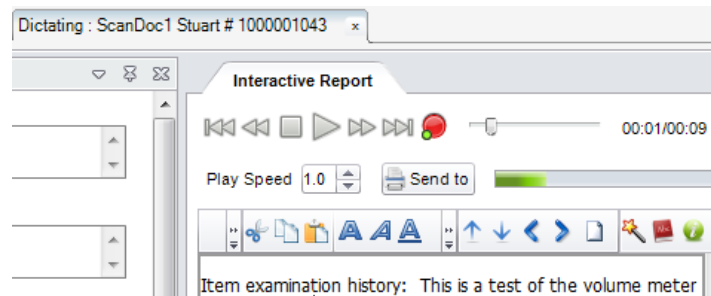 Dictating : ScanDoc1 Stuart # 1000001043
Interactive Report
00:01/00:09
Play Speed 1.0 Send to
Item examination history: This is a test of the volume meter